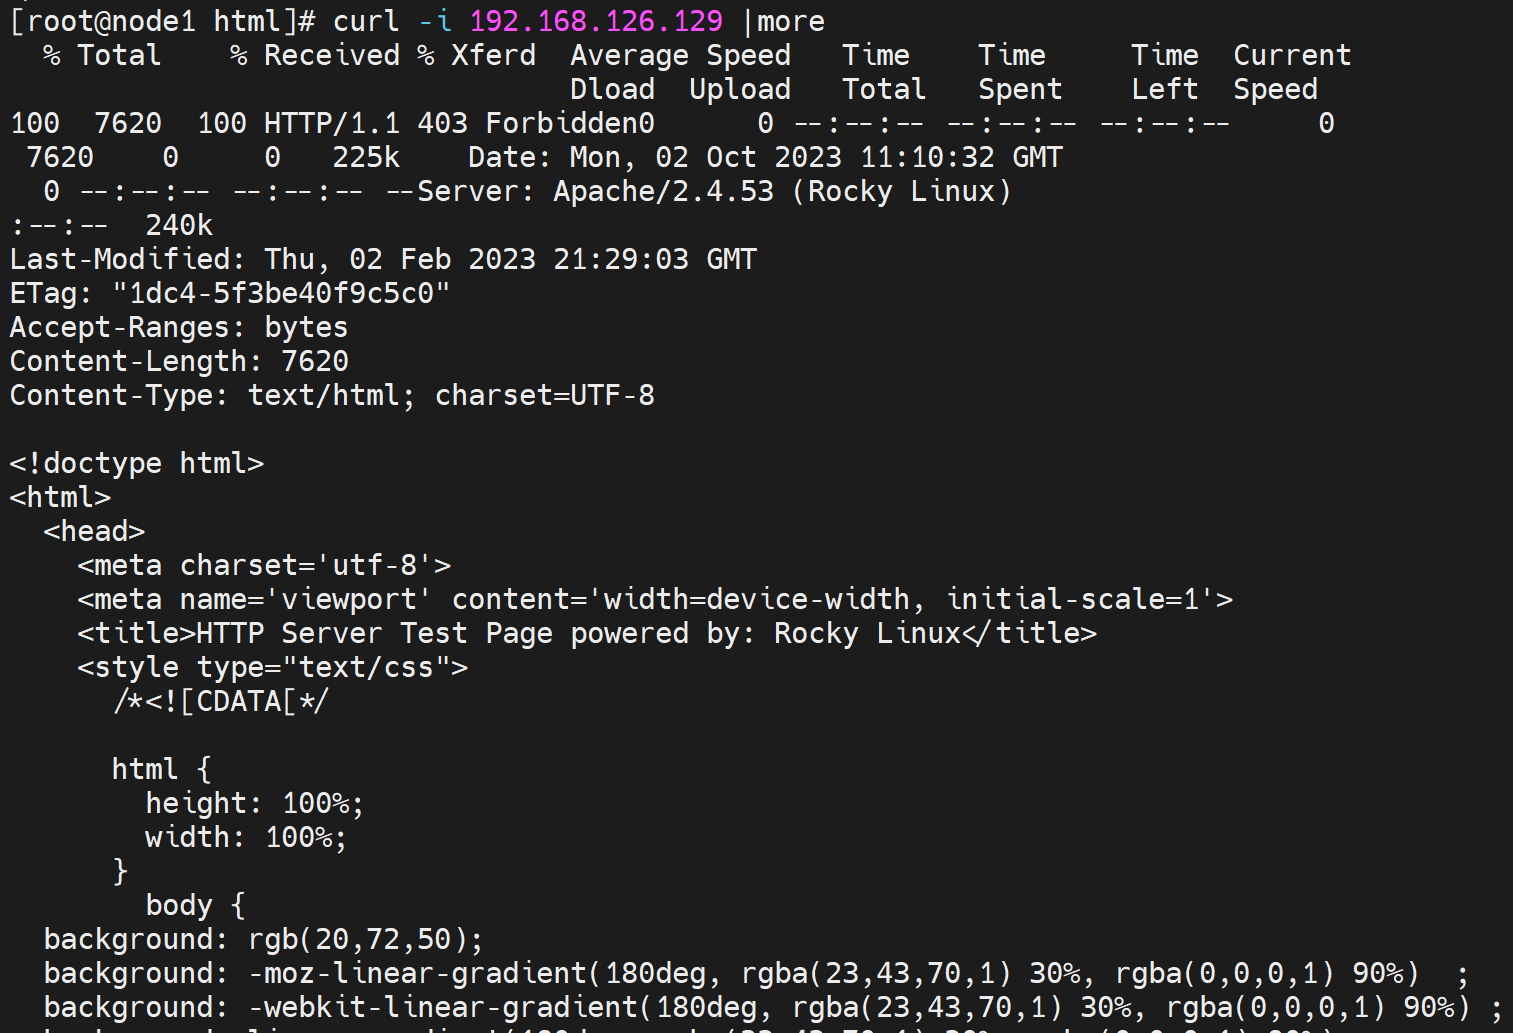 [root@node1 html]# curl -i 192.168.126.129 |more
  % Total    % Received % Xferd  Average Speed   Time    Time     Time  Current
                                 Dload  Upload   Total   Spent    Left  Speed
100  7620  100 HTTP/1.1 403 Forbidden0      0 --:--:-- --:--:-- --:--:--     0
 7620    0     0   225k    Date: Mon, 02 Oct 2023 11:10:32 GMT
  0 --:--:-- --:--:-- --Server: Apache/2.4.53 (Rocky Linux)
:--:--  240k
Last-Modified: Thu, 02 Feb 2023 21:29:03 GMT
ETag: "1dc4-5f3be40f9c5c0"
Accept-Ranges: bytes
Content-Length: 7620
Content-Type: text/html; charset=UTF-8

<!doctype html>
<html>
  <head>
    <meta charset='utf-8'>
    <meta name='viewport' content='width=device-width, initial-scale=1'>
    <title>HTTP Server Test Page powered by: Rocky Linux</title>
    <style type="text/css">
      /*<![CDATA[*/

      html {
        height: 100%;
        width: 100%;
      }
        body {
  background: rgb(20,72,50);
  background: -moz-linear-gradient(180deg, rgba(23,43,70,1) 30%, rgba(0,0,0,1) 90%)  ;
  background: -webkit-linear-gradient(180deg, rgba(23,43,70,1) 30%, rgba(0,0,0,1) 90%) ;